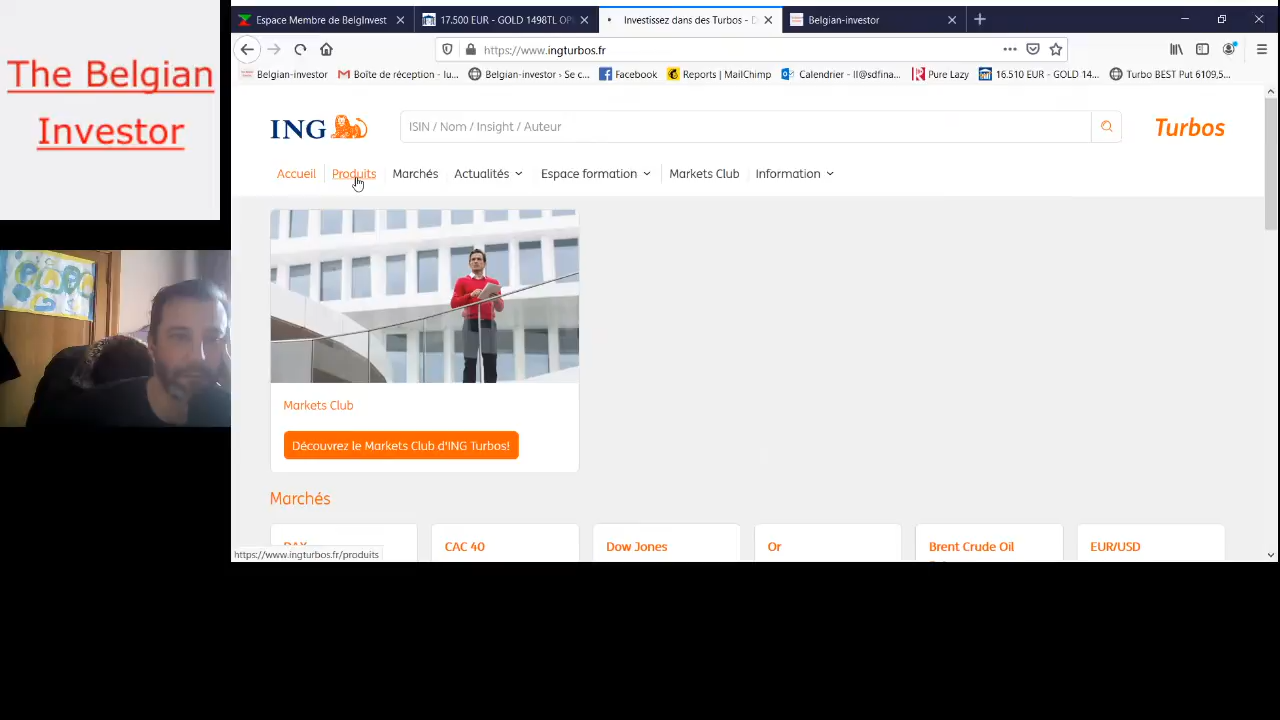 The Belgian
Investor
Espace Membre de BelgInvest
17.500 EUR - GOLD 1498TL OP
Investissez dans des Turbos - D
Belgian-investor
https://www.ingturbos.fr
Belgian-investor
Boîte de réception - lu...
Belgian-investor › Se c...
Facebook
Reports | MailChimp
Calendrier - ll@sdfina...
Pure Lazy
16.510 EUR - GOLD 14...
Turbo BEST Put 6109,5...
ING
ISIN / Nom / Insight / Auteur
Turbos
Accueil
Produits
Marchés
Actualités
Espace formation
Markets Club
Information
Markets Club
Découvrez le Markets Club d'ING Turbos!
Marchés
DAX
CAC 40
Dow Jones
Or
Brent Crude Oil
EUR/USD
https://www.ingturbos.fr/produits